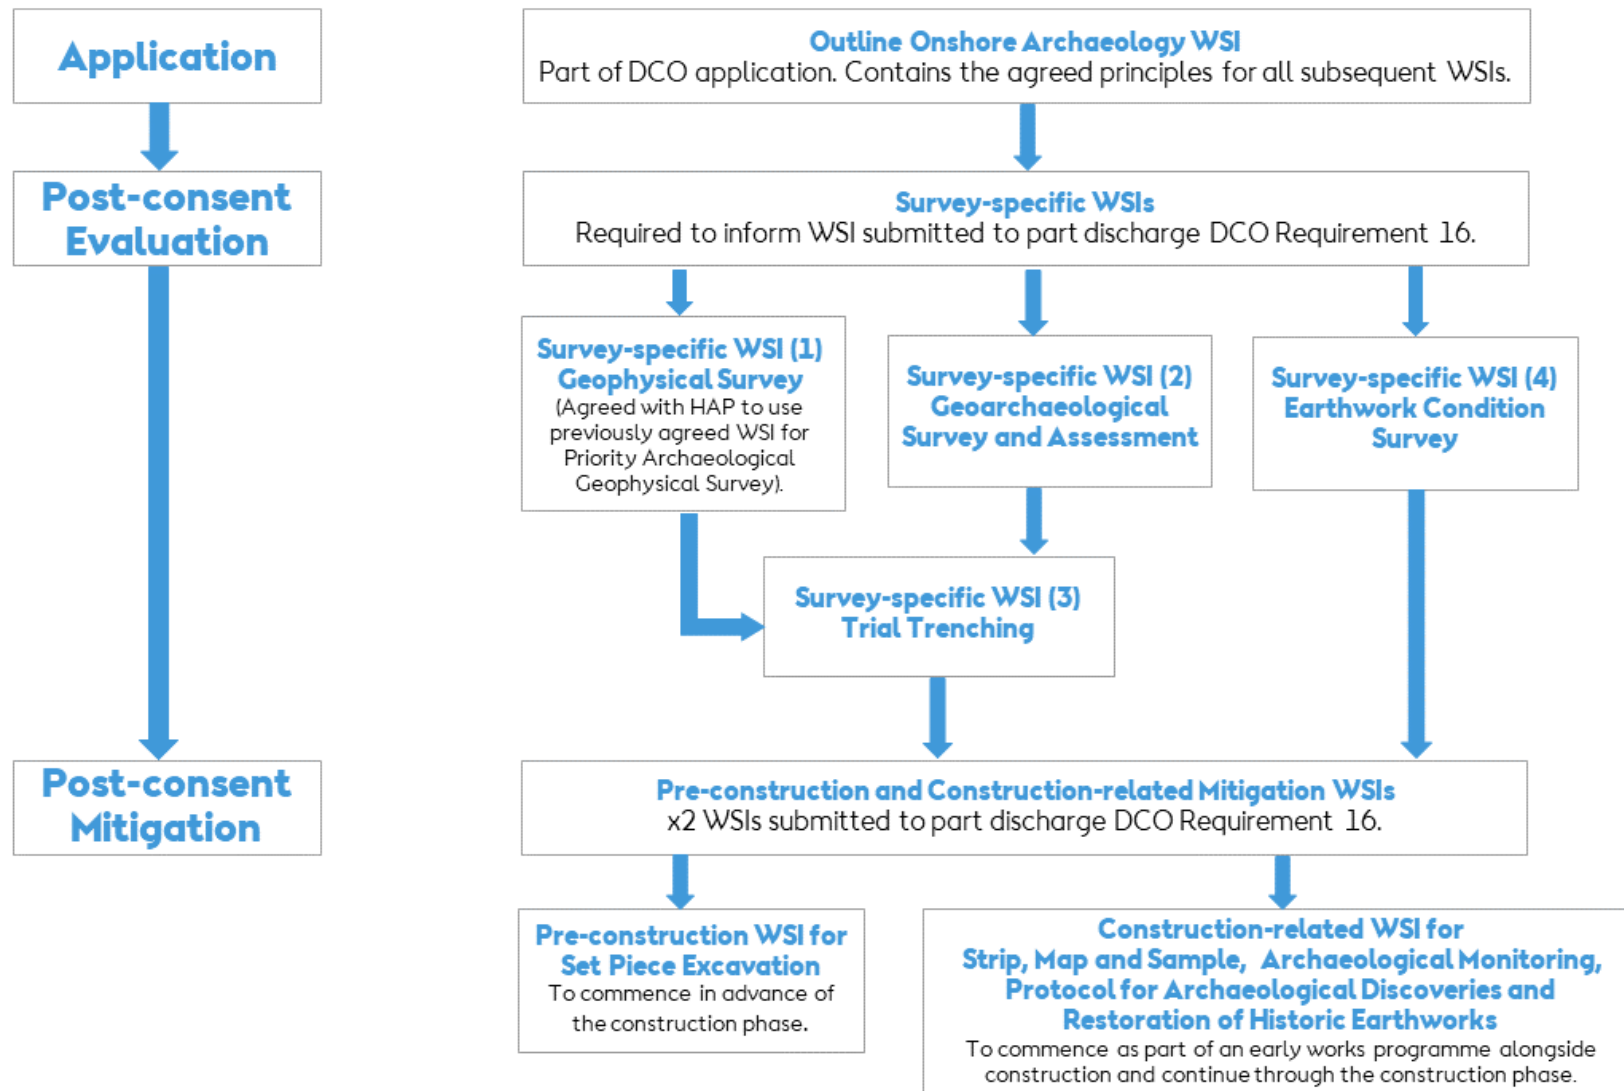 Application
Outline Onshore Archaeology WSI
Part of DCO application. Contains the agreed principles for all subsequent WSIs.
Post-consent
Evaluation
Survey-specific WSIs
Required to inform WSI submitted to part discharge DCO Requirement 16.
Survey-specific WSI (1)
Geophysical Survey
(Agreed with HAP to use
previously agreed WSI for
Priority Archaeological
Geophysical Survey).
Survey-specific WSI (2)
Geoarchaeological
Survey and Assessment
Survey-specific WSI (4)
Earthwork Condition
Survey
Survey-specific WSI (3)
Trial Trenching
Post-consent
Mitigation
Pre-construction and Construction-related Mitigation WSIs
x2 WSIs submitted to part discharge DCO Requirement 16.
Pre-construction WSI for
Set Piece Excavation
To commence in advance of
the construction phase.
Construction-related WSI for
Strip, Map and Sample, Archaeological Monitoring,
Protocol for Archaeological Discoveries and
Restoration of Historic Earthworks
To commence as part of an early works programme alongside
construction and continue through the construction phase.